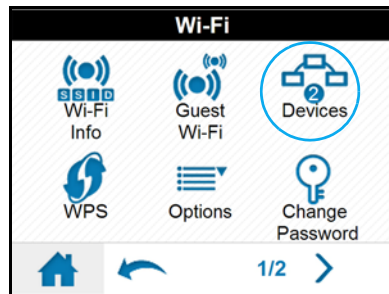 Wi-Fi
SSID
2
Wi-Fi
Info
Guest
Wi-Fi
Devices
WPS
Options
Change
Password
1/2